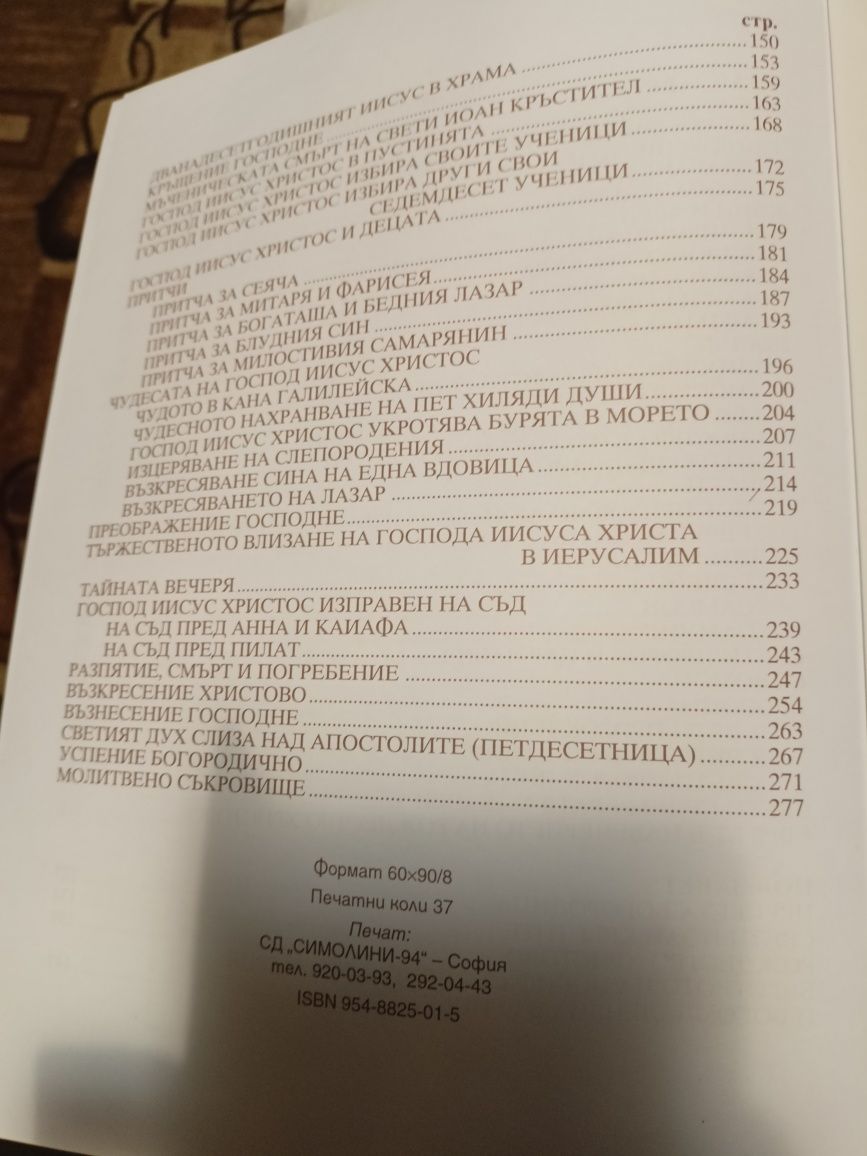 стр.
ДВАНАДЕСЕТГОДИШНИЯТ ИИСУС В ХРАМА ........ 150
КРЪЩЕНИЕ ГОСПОДНЕ ........ 153
МЪЧЕНИЧЕСКАТА СМЪРТ НА СВЕТИ ИОАН КРЪСТИТЕЛ ........ 159
ГОСПОД ИИСУС ХРИСТОС В ПУСТИНЯТА ........ 163
ГОСПОД ИИСУС ХРИСТОС ИЗБИРА СВОИТЕ УЧЕНИЦИ ........ 168
ГОСПОД ИИСУС ХРИСТОС ИЗБИРА ДРУГИ СВОИ
СЕДЕМДЕСЕТ УЧЕНИЦИ ........ 172
ГОСПОД ИИСУС ХРИСТОС И ДЕЦАТА ........ 175
ПРИТЧИ
ПРИТЧА ЗА СЕЯЧА ........ 179
ПРИТЧА ЗА МИТАРЯ И ФАРИСЕЯ ........ 181
ПРИТЧА ЗА БОГАТАША И БЕДНИЯ ЛАЗАР ........ 184
ПРИТЧА ЗА БЛУДНИЯ СИН ........ 187
ПРИТЧА ЗА МИЛОСТИВИЯ САМАРЯНИН ........ 193
ЧУДЕСАТА НА ГОСПОД ИИСУС ХРИСТОС
ЧУДОТО В КАНА ГАЛИЛЕЙСКА ........ 196
ЧУДЕСНОТО НАХРАНВАНЕ НА ПЕТ ХИЛЯДИ ДУШИ ........ 200
ГОСПОД ИИСУС ХРИСТОС УКРОТЯВА БУРЯТА В МОРЕТО ........ 204
ИЗЦЕРЯВАНЕ НА СЛЕПОРОДЕНИЯ ........ 207
ВЪЗКРЕСЯВАНЕ СИНА НА ЕДНА ВДОВИЦА ........ 211
ВЪЗКРЕСЯВАНЕТО НА ЛАЗАР ........ 214
ПРЕОБРАЖЕНИЕ ГОСПОДНЕ ........ 219
ТЪРЖЕСТВЕНОТО ВЛИЗАНЕ НА ГОСПОДА ИИСУСА ХРИСТА
В ИЕРУСАЛИМ ........ 225
ТАЙНАТА ВЕЧЕРЯ ........ 233
ГОСПОД ИИСУС ХРИСТОС ИЗПРАВЕН НА СЪД
НА СЪД ПРЕД АННА И КАИАФА ........ 239
НА СЪД ПРЕД ПИЛАТ ........ 243
РАЗПЯТИЕ, СМЪРТ И ПОГРЕБЕНИЕ ........ 247
ВЪЗКРЕСЕНИЕ ХРИСТОВО ........ 254
ВЪЗНЕСЕНИЕ ГОСПОДНЕ ........ 263
СВЕТИЯТ ДУХ СЛИЗА НАД АПОСТОЛИТЕ (ПЕТДЕСЕТНИЦА) ........ 267
УСПЕНИЕ БОГОРОДИЧНО ........ 271
МОЛИТВЕНО СЪКРОВИЩЕ ........ 277
Формат 60×90/8
Печатни коли 37
Печат:
СД „СИМОЛИНИ-94“ – София
тел. 920-03-93, 292-04-43
ISBN 954-8825-01-5